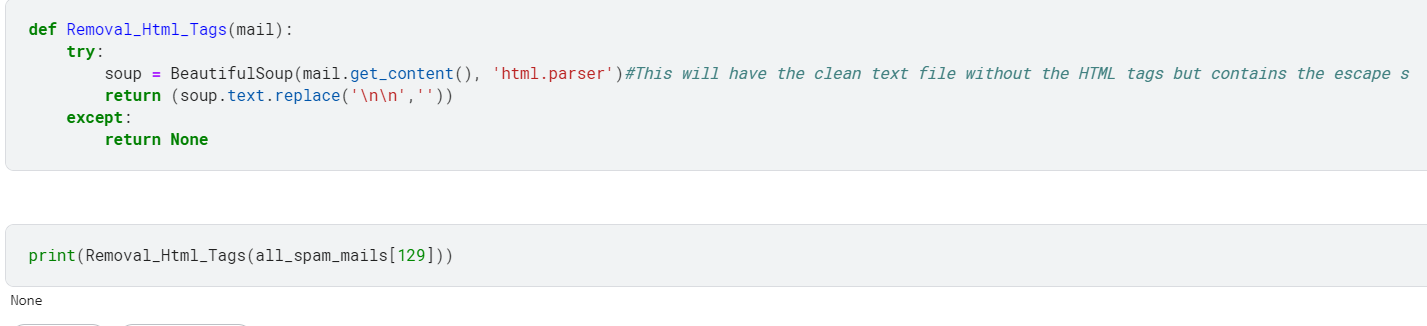 def Removal_Html_Tags(mail):
    try:
        soup = BeautifulSoup(mail.get_content(), 'html.parser')#This will have the clean text file without the HTML tags but contains the escape s
        return (soup.text.replace('\n\n',''))
    except:
        return None
print(Removal_Html_Tags(all_spam_mails[129]))
None